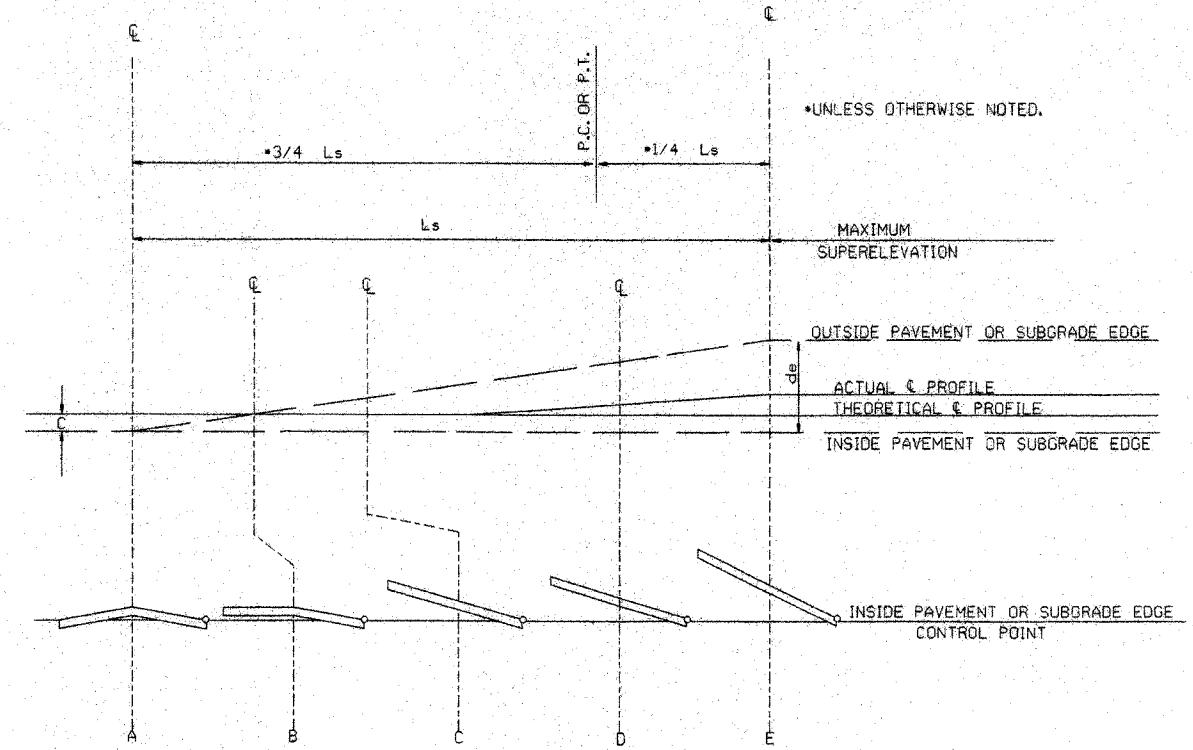 ℄
℄
P.C. OR P.T.
*UNLESS OTHERWISE NOTED.
*3/4 Ls
*1/4 Ls
Ls
MAXIMUM
SUPERELEVATION
℄
℄
℄
OUTSIDE PAVEMENT OR SUBGRADE EDGE
de
ACTUAL ℄ PROFILE
THEORETICAL ℄ PROFILE
C
INSIDE PAVEMENT OR SUBGRADE EDGE
INSIDE PAVEMENT OR SUBGRADE EDGE
CONTROL POINT
A
B
C
D
E